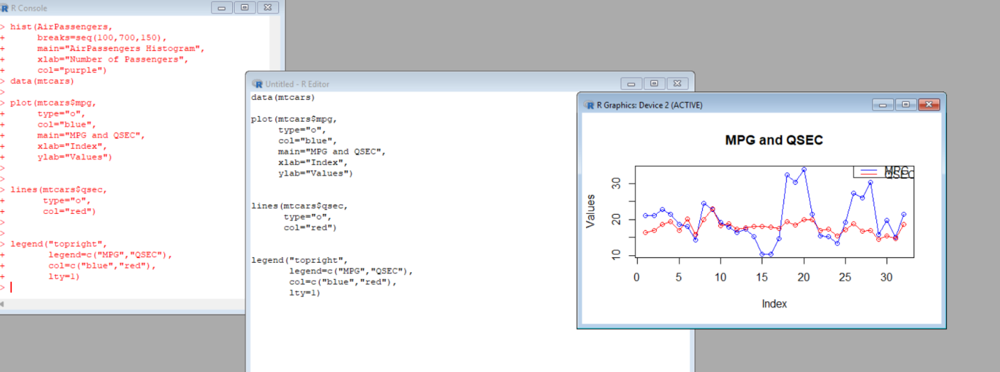 R Console
> hist(AirPassengers,
+      breaks=seq(100,700,150),
+      main="AirPassengers Histogram",
+      xlab="Number of Passengers",
+      col="purple")
> data(mtcars)
>
> plot(mtcars$mpg,
+      type="o",
+      col="blue",
+      main="MPG and QSEC",
+      xlab="Index",
+      ylab="Values")
>
>
> lines(mtcars$qsec,
+       type="o",
+       col="red")
>
>
> legend("topright",
+        legend=c("MPG","QSEC"),
+        col=c("blue","red"),
+        lty=1)
>
Untitled - R Editor
data(mtcars)
plot(mtcars$mpg,
     type="o",
     col="blue",
     main="MPG and QSEC",
     xlab="Index",
     ylab="Values")
lines(mtcars$qsec,
      type="o",
      col="red")
legend("topright",
       legend=c("MPG","QSEC"),
       col=c("blue","red"),
       lty=1)
R Graphics: Device 2 (ACTIVE)
MPG and QSEC
MPG
QSEC
Values
30
20
10
0 5 10 15 20 25 30
Index